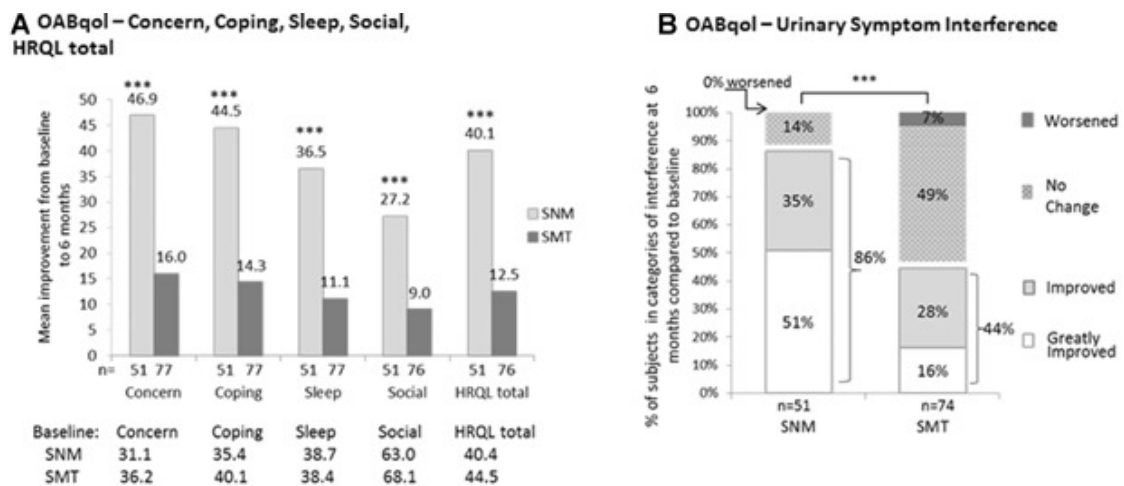 A OABqol – Concern, Coping, Sleep, Social,
HRQL total
Mean improvement from baseline
to 6 months
50
45
40
35
30
25
20
15
10
5
0
***
46.9
16.0
***
44.5
14.3
***
36.5
11.1
***
27.2
9.0
***
40.1
12.5
SNM
SMT
n= 51 77 51 77 51 77 51 76 51 76
Concern Coping Sleep Social HRQL total
Baseline: Concern Coping Sleep Social HRQL total
SNM 31.1 35.4 38.7 63.0 40.4
SMT 36.2 40.1 38.4 68.1 44.5
B OABqol – Urinary Symptom Interference
% of subjects in categories of interference at 6
months compared to baseline
0% worsened
***
100%
90%
80%
70%
60%
50%
40%
30%
20%
10%
0%
14%
35%
51%
86%
7%
49%
28%
16%
44%
n=51 n=74
SNM SMT
Worsened
No
Change
Improved
Greatly
Improved